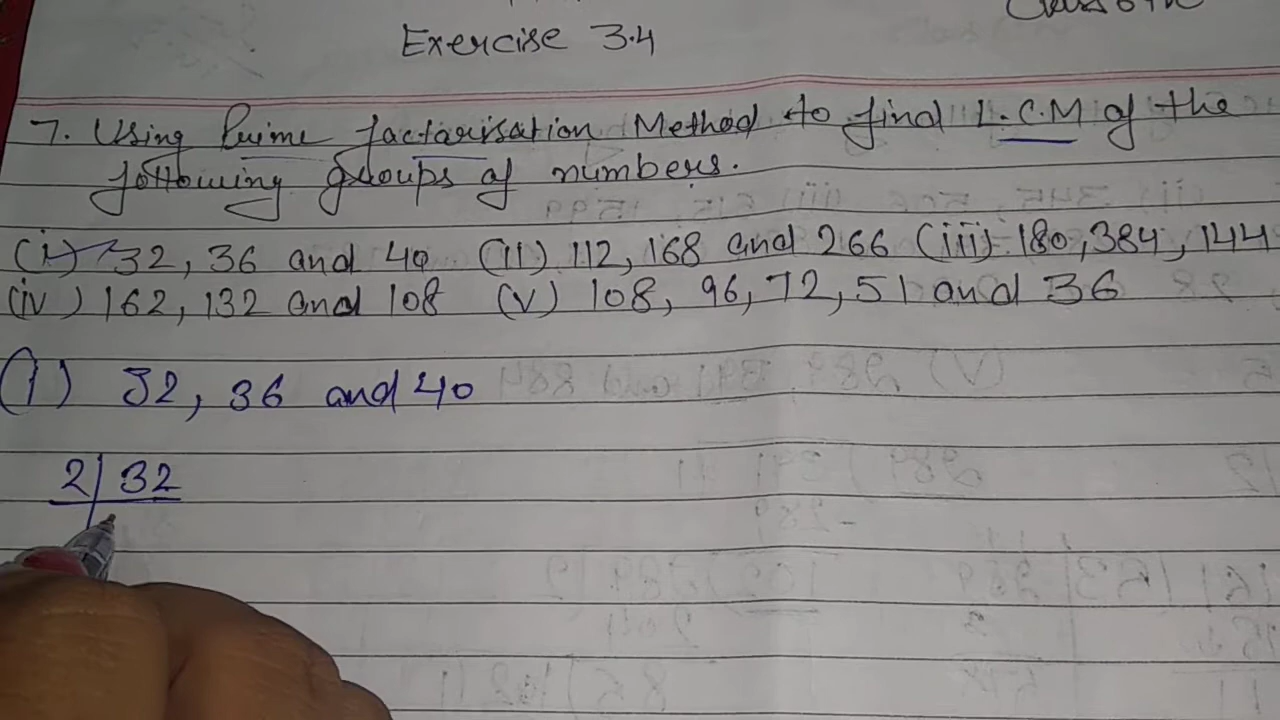 Exercise 3.4
7. Using Prime factorisation Method to find L.C.M of the
following groups of numbers.
(i) 32, 36 and 40 (II) 112, 168 and 266 (iii) 180, 384, 144
(iv) 162, 132 and 108 (V) 108, 96, 72, 51 and 36
(1) 32, 36 and 40
2 | 32